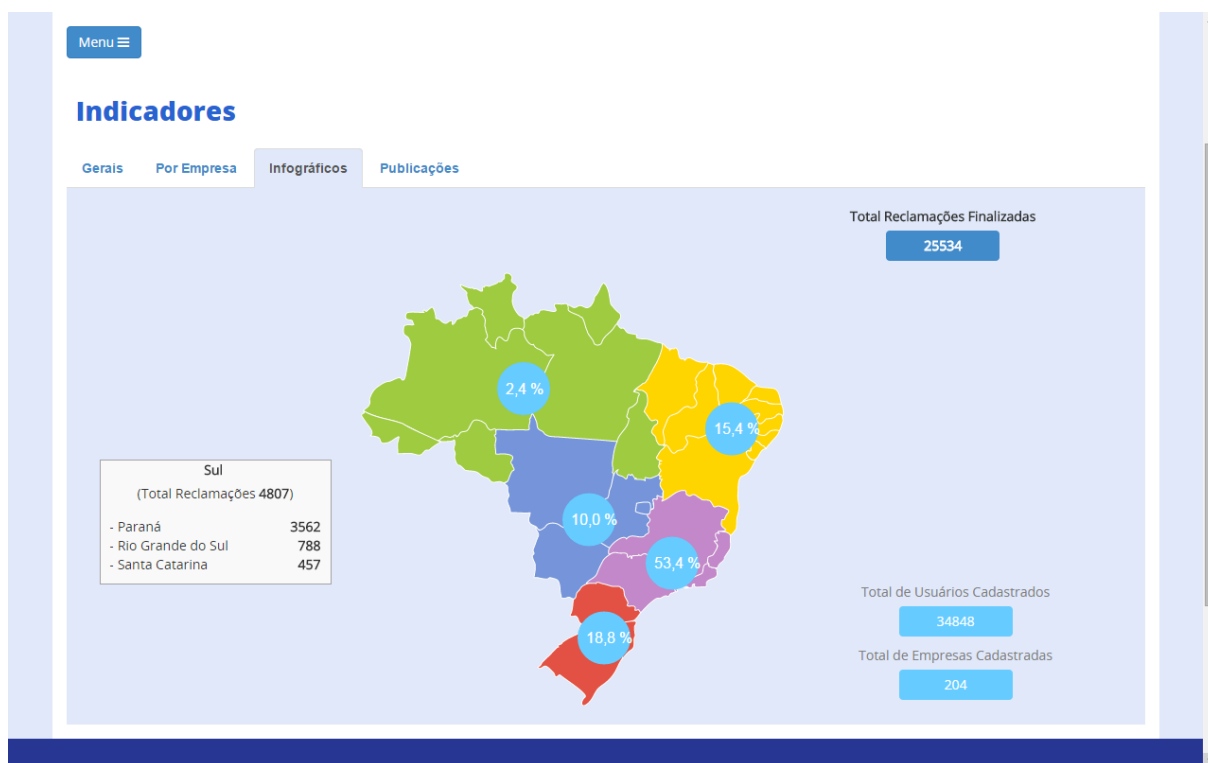 Menu
Indicadores
Gerais Por Empresa Infográficos Publicações
Total Reclamações Finalizadas
25534
2,4 %
15,4 %
Sul
(Total Reclamações 4807)
- Paraná 3562
- Rio Grande do Sul 788
- Santa Catarina 457
10,0 %
53,4 %
18,8 %
Total de Usuários Cadastrados
34848
Total de Empresas Cadastradas
204